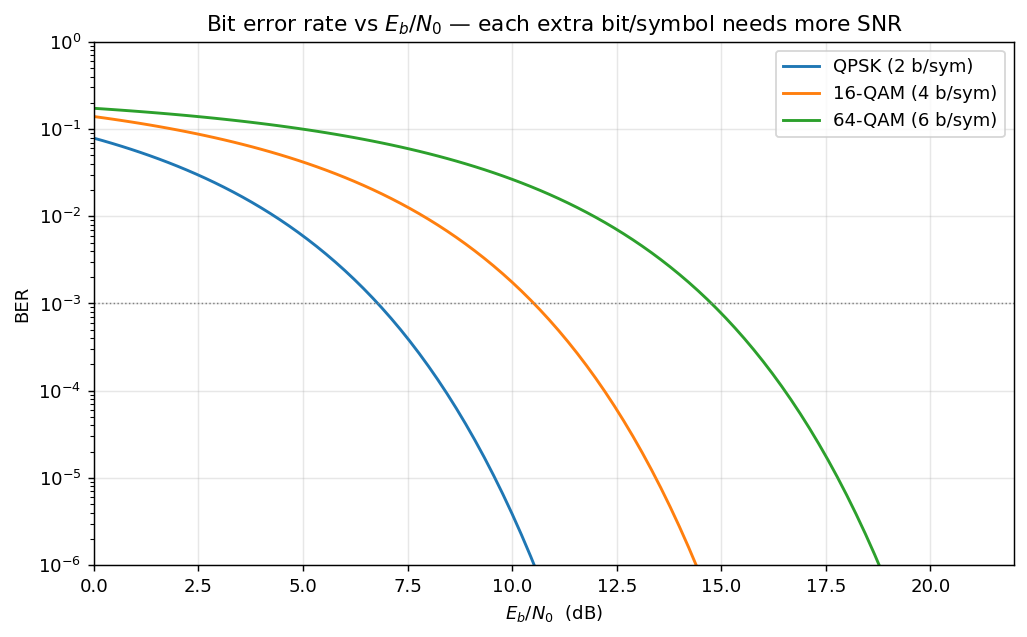 Bit error rate vs $E_b/N_0$ — each extra bit/symbol needs more SNR
QPSK (2 b/sym)
16-QAM (4 b/sym)
64-QAM (6 b/sym)
BER
10⁰
10⁻¹
10⁻²
10⁻³
10⁻⁴
10⁻⁵
10⁻⁶
0.0 2.5 5.0 7.5 10.0 12.5 15.0 17.5 20.0
$E_b/N_0$ (dB)